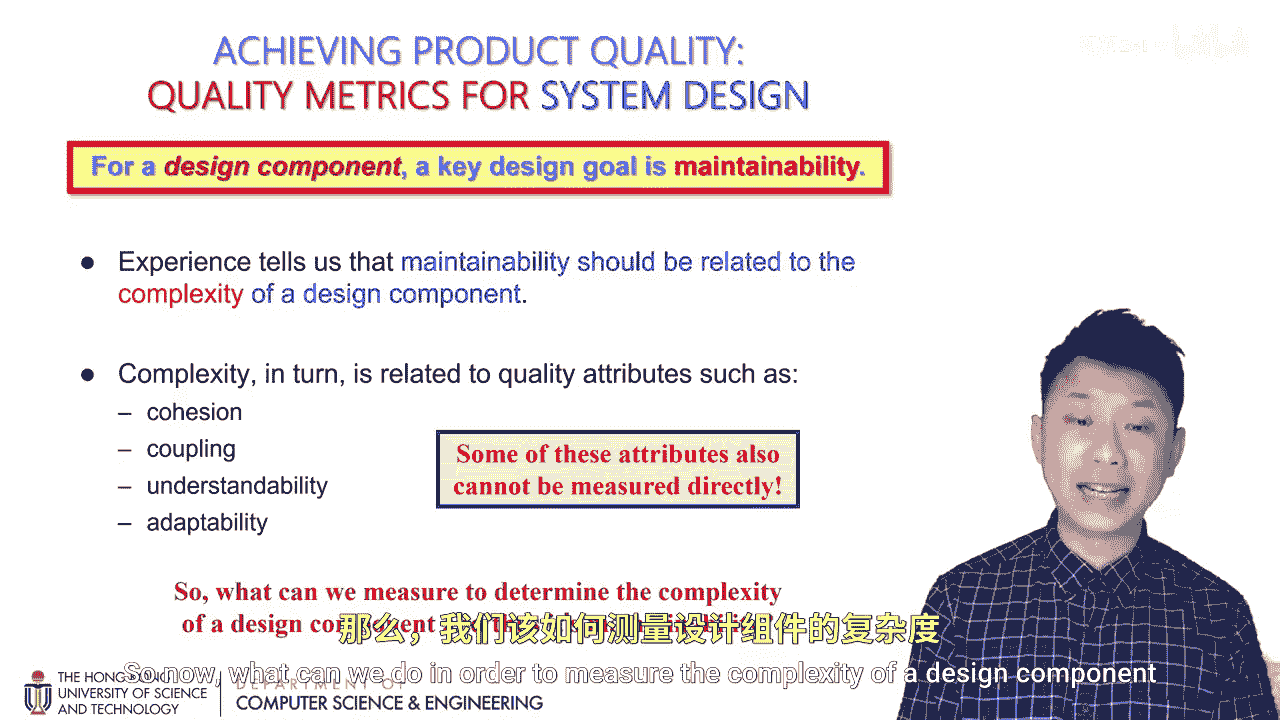 ACHIEVING PRODUCT QUALITY:
QUALITY METRICS FOR SYSTEM DESIGN
For a design component, a key design goal is maintainability.
● Experience tells us that maintainability should be related to the
complexity of a design component.
● Complexity, in turn, is related to quality attributes such as:
– cohesion
– coupling
– understandability
– adaptability
Some of these attributes also
cannot be measured directly!
So, what can we measure to determine the complexity
of a design
那么，我们该如何测量设计组件的复杂度
So now, what can we do in order to measure the complexity of a design component
THE HONG
UNIVERSITY OF SCIENCE
AND TECHNOLOGY
DEPARTMENT OF
COMPUTER SCIENCE & ENGINEERING